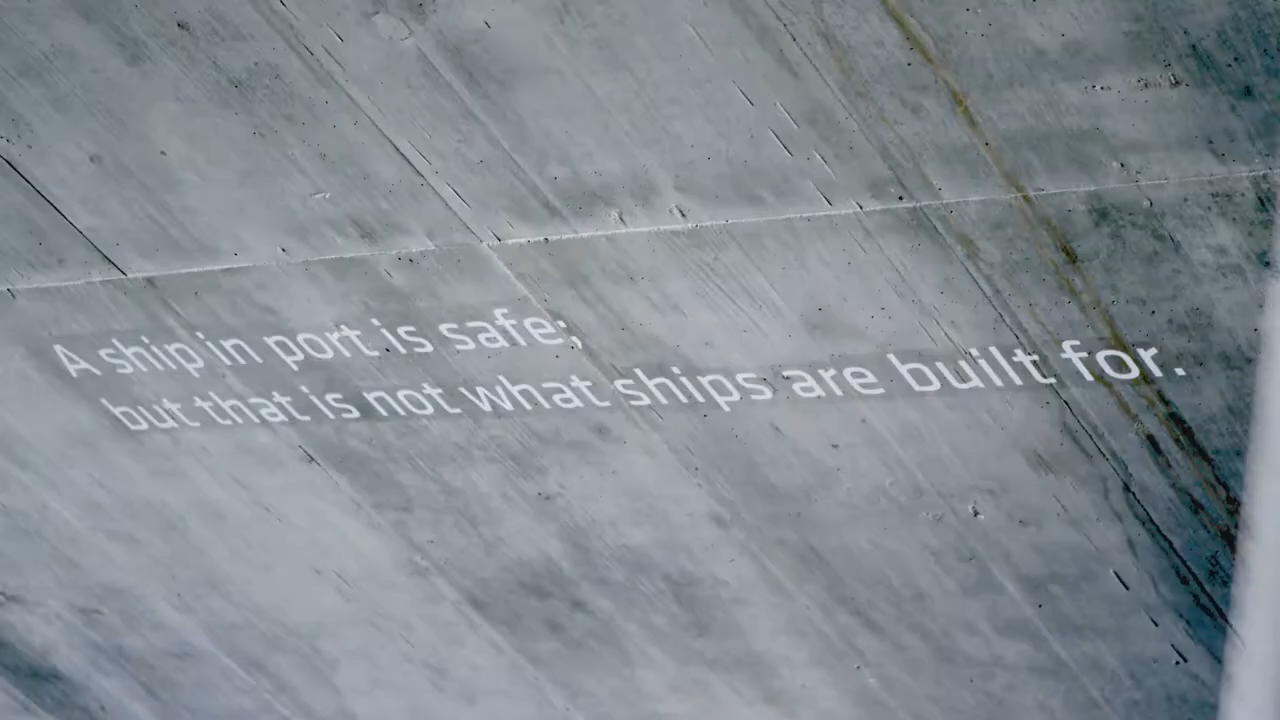 A ship in port is safe;
but that is not what ships are built for.